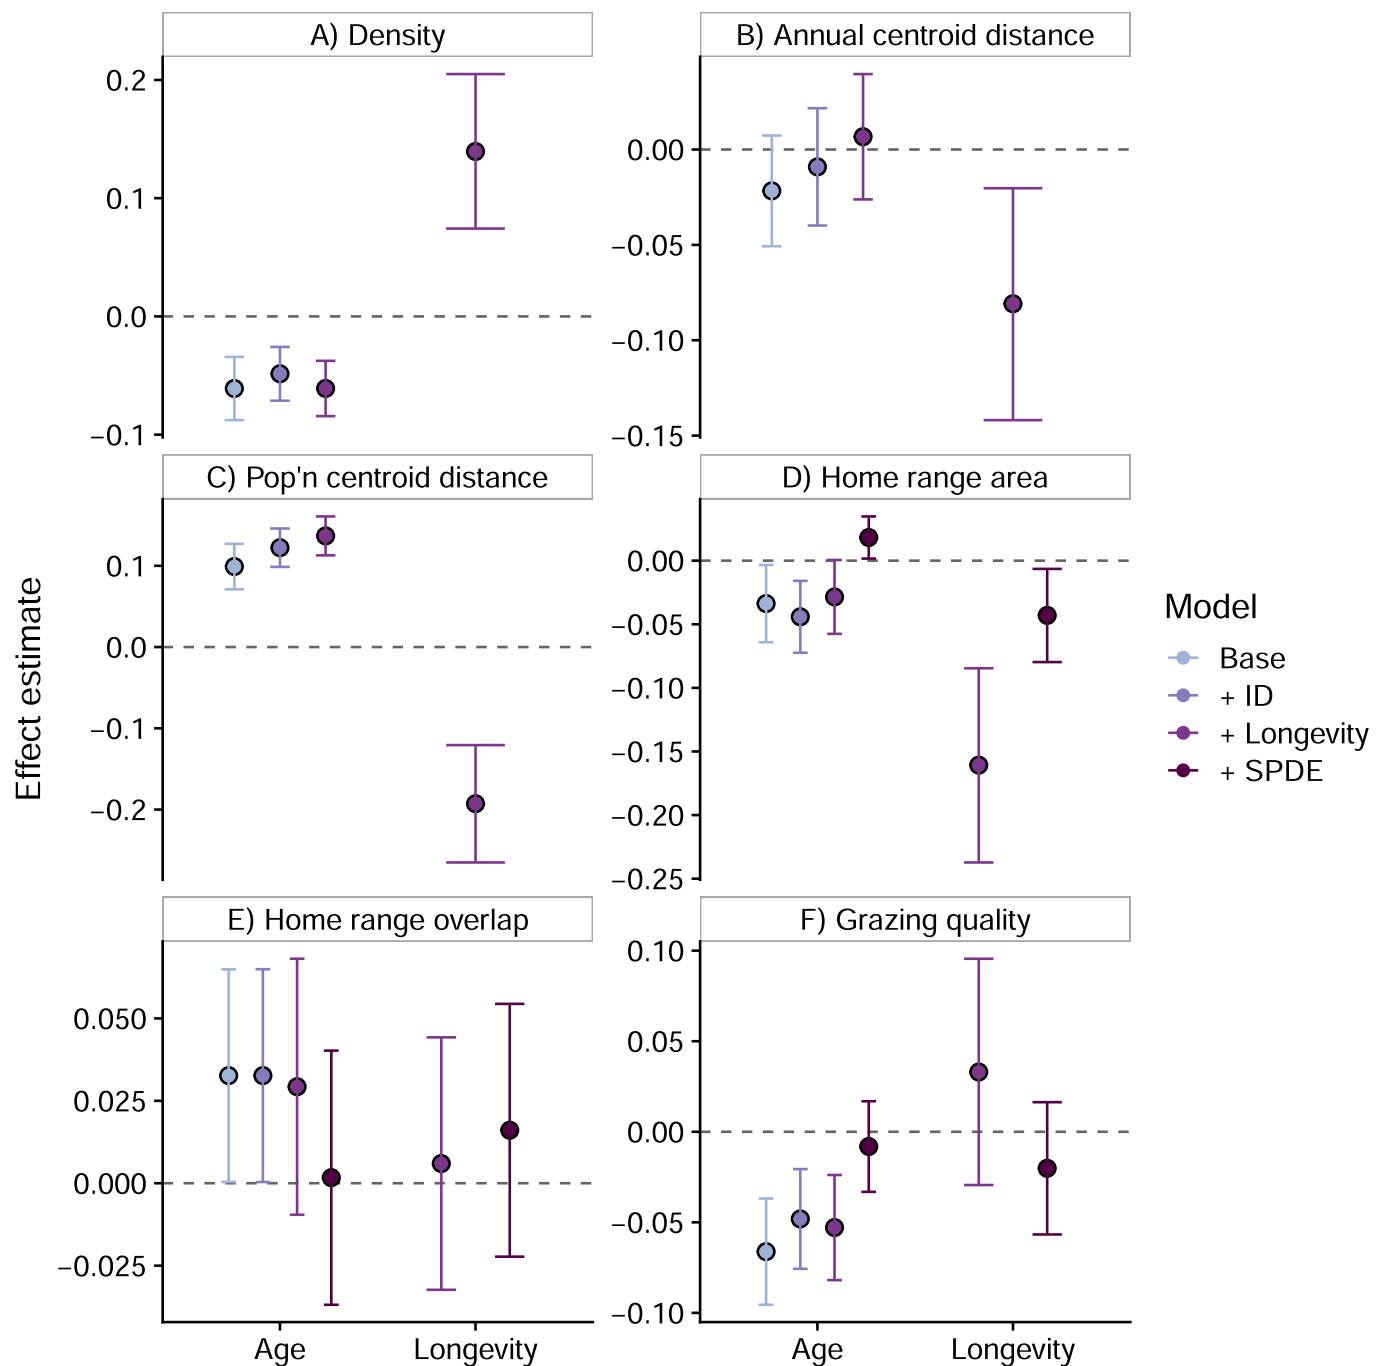 A) Density
B) Annual centroid distance
0.2
0.1
0.0
−0.1
0.00
−0.05
−0.10
−0.15
C) Pop'n centroid distance
D) Home range area
0.1
0.0
−0.1
−0.2
0.00
−0.05
−0.10
−0.15
−0.20
−0.25
Effect estimate
E) Home range overlap
F) Grazing quality
0.050
0.025
0.000
−0.025
0.10
0.05
0.00
−0.05
−0.10
Age
Longevity
Age
Longevity
Model
Base
+ ID
+ Longevity
+ SPDE